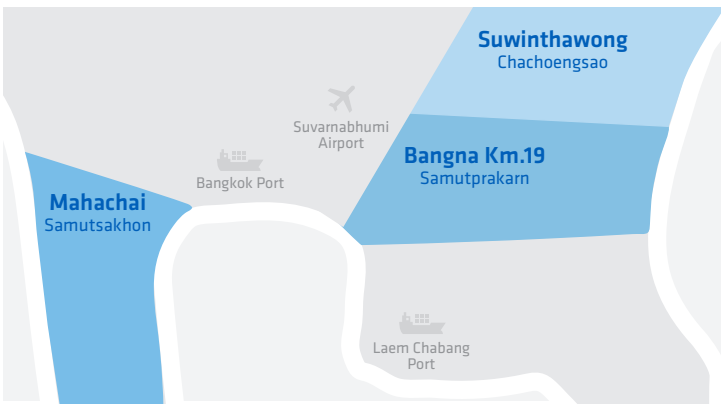 Suwinthawong
Chachoengsao
Suvarnabhumi
Airport
Bangna Km.19
Samutprakarn
Bangkok Port
Mahachai
Samutsakhon
Laem Chabang
Port